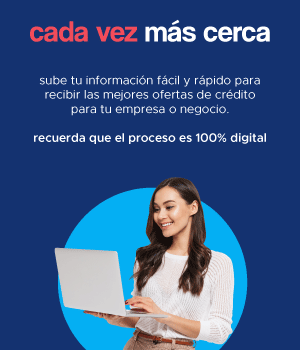 cada vez más cerca
sube tu información fácil y rápido para
recibir las mejores ofertas de crédito
para tu empresa o negocio.
recuerda que el proceso es 100% digital